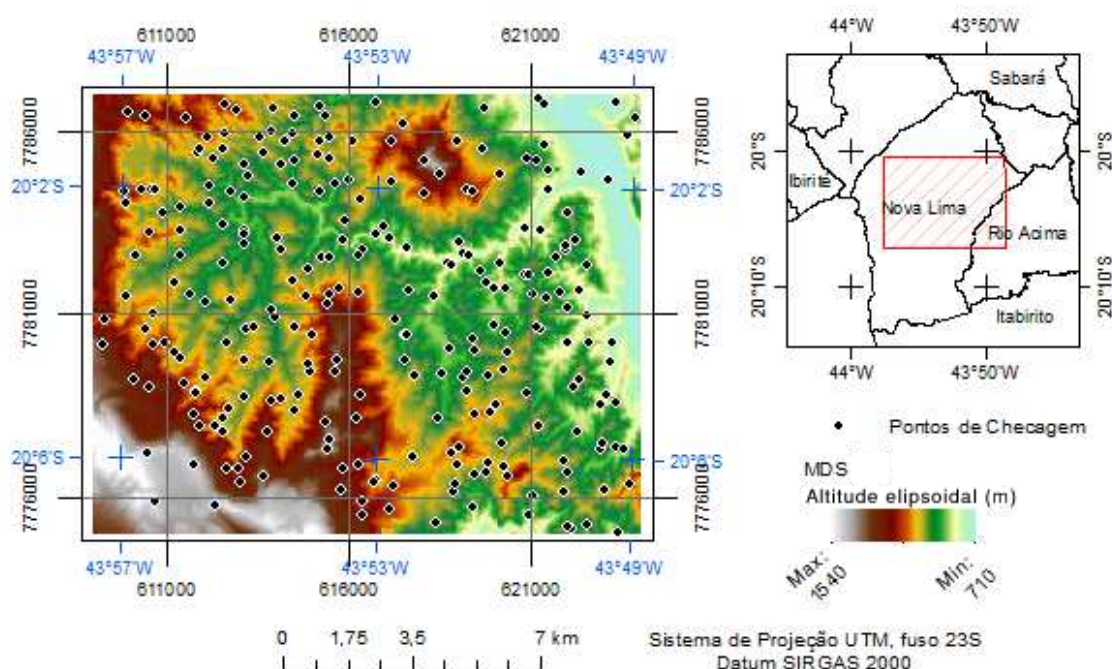 611000 616000 621000
43°57'W 43°53'W 43°49'W
7786000
7786000
20°2'S
20°2'S
7781000
7781000
20°6'S
20°6'S
7776000
7776000
43°57'W 43°53'W 43°49'W
611000 616000 621000
0 1,75 3,5 7 km
44°W 43°50'W
20°S
20°S
20°10'S
20°10'S
Sabará
Ibirite
Nova Lima
Rio Acima
Itabirito
44°W 43°50'W
Pontos de Checagem
MDS
Altitude elipsoidal (m)
Max:
1540
Min:
710
Sistema de Projeção UTM, fuso 23S
Datum SIRGAS 2000